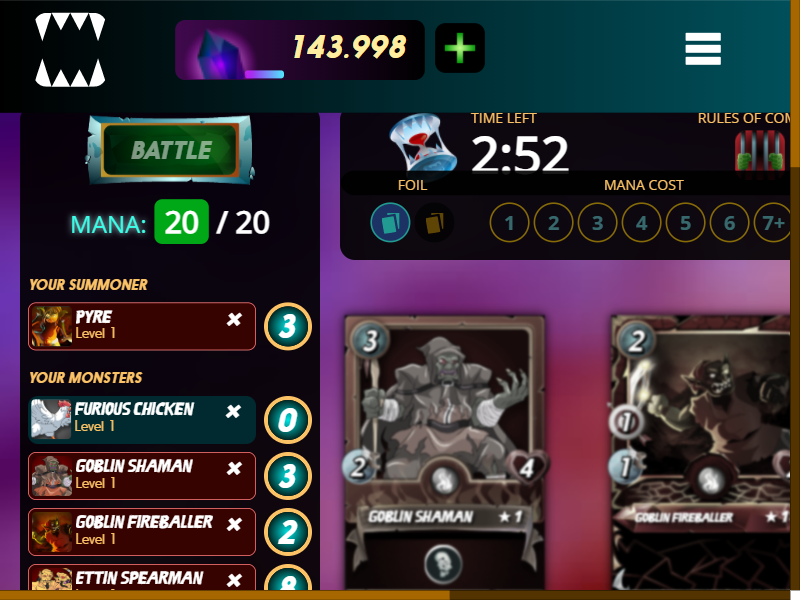 143.998
BATTLE
MANA: 20 / 20
YOUR SUMMONER
PYRE
Level 1
3
YOUR MONSTERS
FURIOUS CHICKEN
Level 1
0
GOBLIN SHAMAN
Level 1
3
GOBLIN FIREBALLER
Level 1
2
ETTIN SPEARMAN
8
TIME LEFT
2:52
RULES OF COM
FOIL
MANA COST
1 2 3 4 5 6 7+
3
2
4
GOBLIN SHAMAN ★ 1
2
1
1
GOBLIN FIREBALLER ★ 1